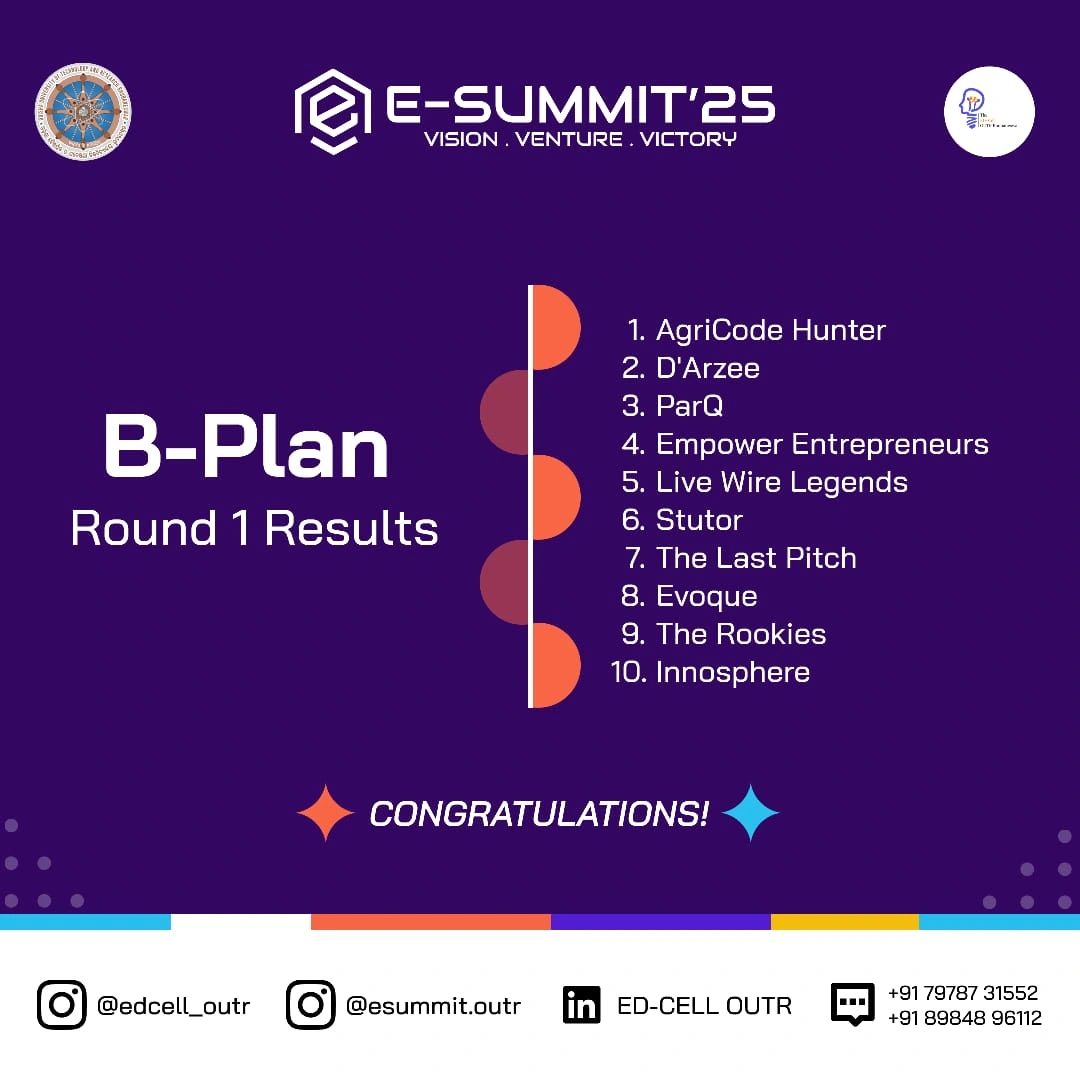 E-SUMMIT'25
VISION . VENTURE . VICTORY
B-Plan
Round 1 Results
1. AgriCode Hunter
2. D'Arzee
3. ParQ
4. Empower Entrepreneurs
5. Live Wire Legends
6. Stutor
7. The Last Pitch
8. Evoque
9. The Rookies
10. Innosphere
CONGRATULATIONS!
@edcell_outr
@esummit.outr
in
ED-CELL OUTR
+91 79787 31552
+91 89848 96112